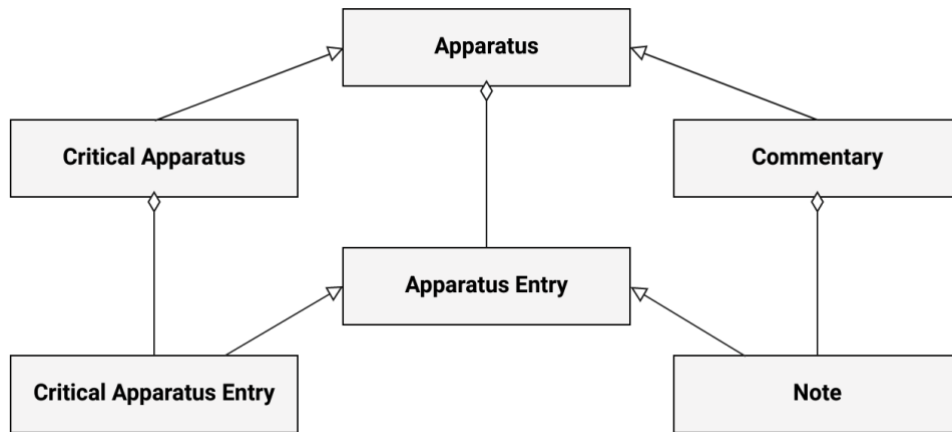 Apparatus
Critical Apparatus
Commentary
Apparatus Entry
Critical Apparatus Entry
Note